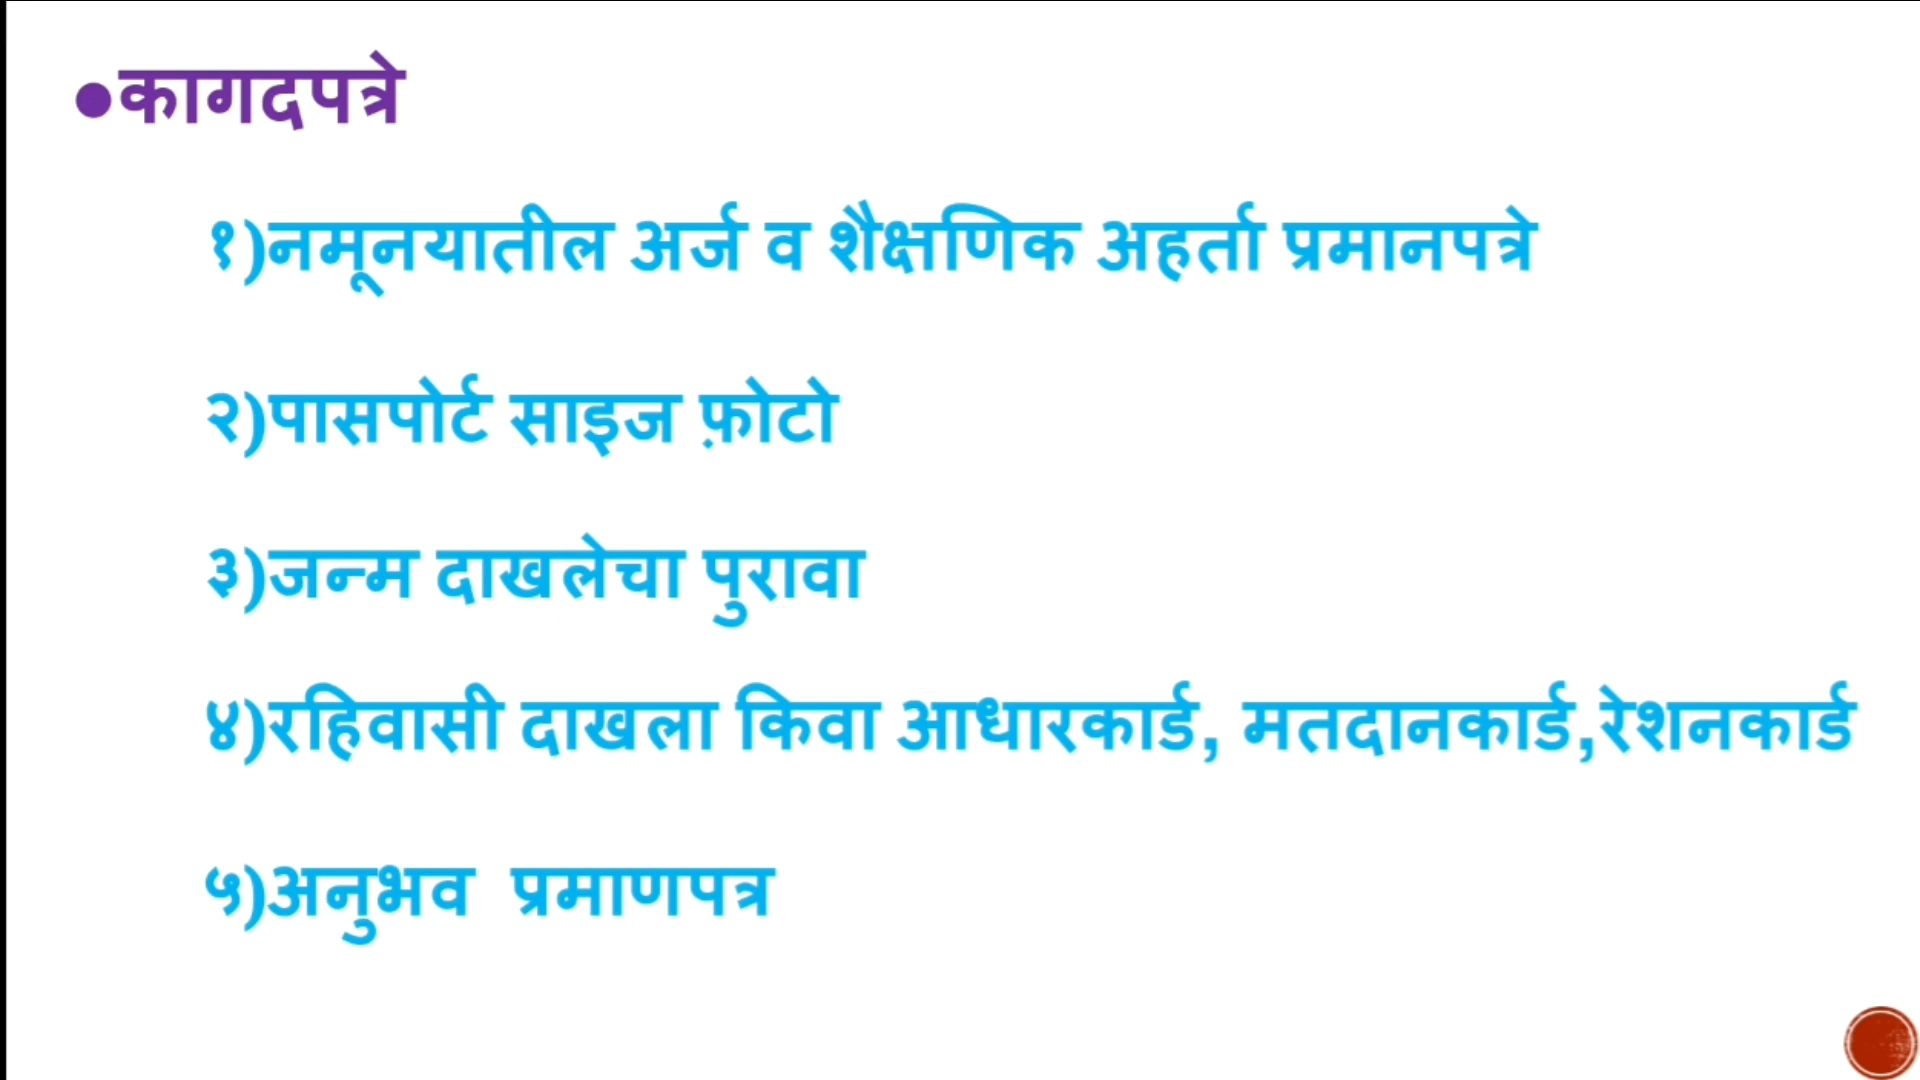 •कागदपत्रे
१)नमूनयातील अर्ज व शैक्षणिक अहर्ता प्रमानपत्रे
२)पासपोर्ट साइज फ़ोटो
३)जन्म दाखलेचा पुरावा
४)रहिवासी दाखला किवा आधारकार्ड, मतदानकार्ड,रेशनकार्ड
५)अनुभव  प्रमाणपत्र